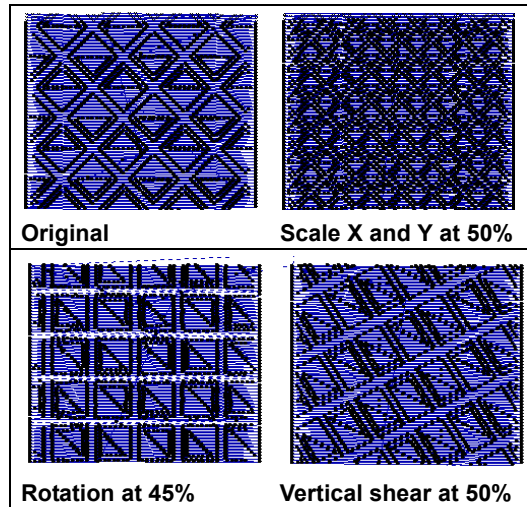 Original
Scale X and Y at 50%
Rotation at 45%
Vertical shear at 50%